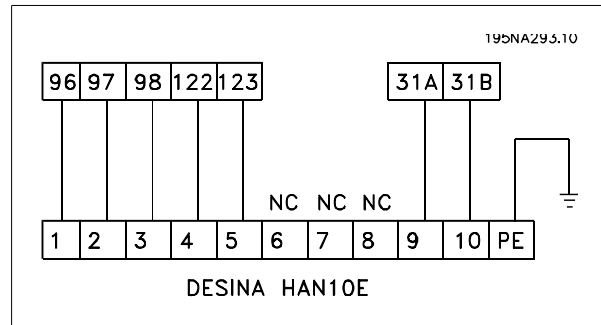 195NA293.10
96 97 98 122 123 31A 31B
NC NC NC
1 2 3 4 5 6 7 8 9 10 PE
DESINA HAN10E